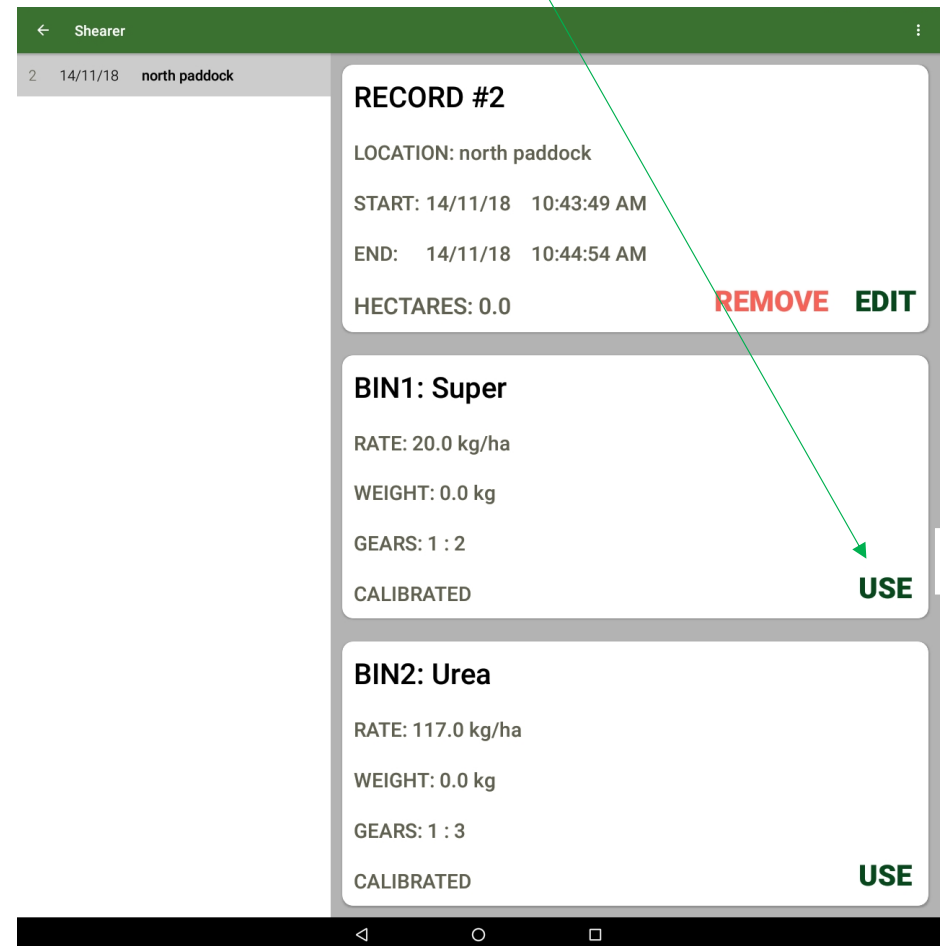 Shearer
2 14/11/18 north paddock
RECORD #2
LOCATION: north paddock
START: 14/11/18 10:43:49 AM
END: 14/11/18 10:44:54 AM
HECTARES: 0.0 REMOVE EDIT
BIN1: Super
RATE: 20.0 kg/ha
WEIGHT: 0.0 kg
GEARS: 1 : 2
CALIBRATED USE
BIN2: Urea
RATE: 117.0 kg/ha
WEIGHT: 0.0 kg
GEARS: 1 : 3
CALIBRATED USE